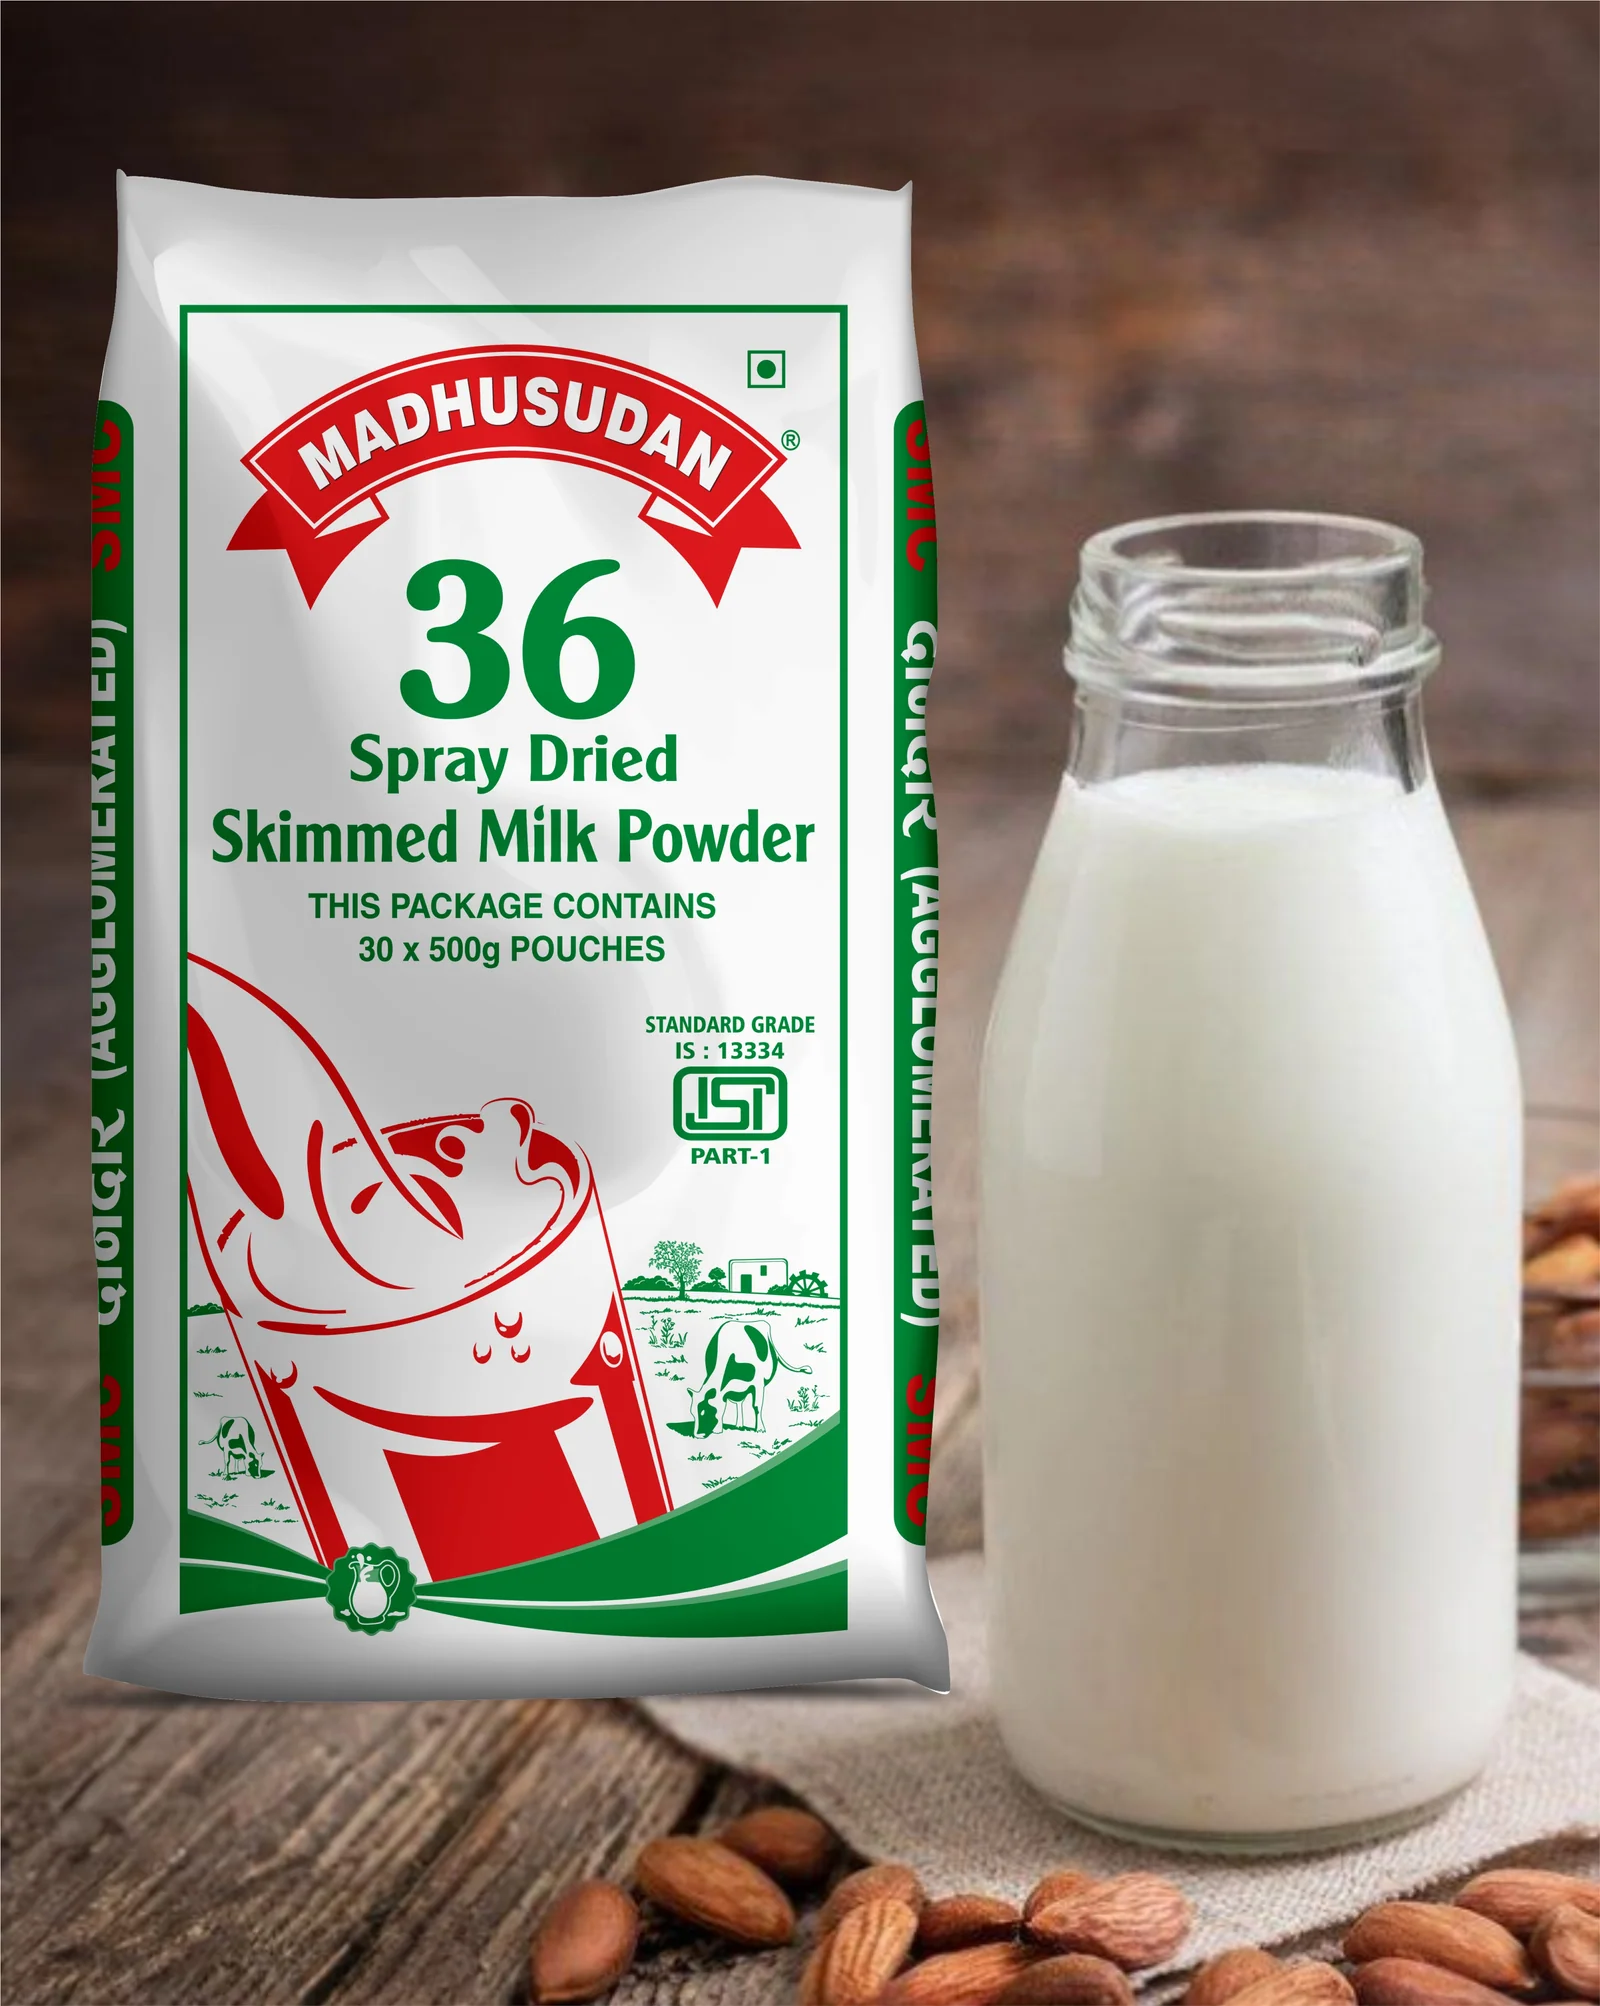 MADHUSUDAN
®
36
Spray Dried
Skimmed Milk Powder
THIS PACKAGE CONTAINS
30 x 500g POUCHES
STANDARD GRADE
IS : 13334
ISI
PART-1
SMC (AGGLOMERATED) SMC
SMC (AGGLOMERATED) SMC